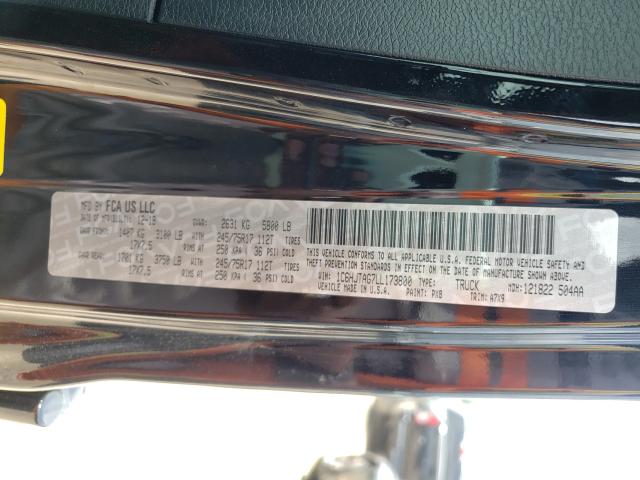 MFD BY FCA US LLC
DATE OF MFR 12-19 GVWR: 2631 KG 5800 LB
GAWR FRONT 1407 KG 3100 LB WITH 245/75R17 112T TIRES
17X7.5 RIMS AT 250 KPA ( 36 PSI) COLD
GAWR REAR 1701 KG 3750 LB WITH 245/75R17 112T TIRES
17X7.5 RIMS AT 250 KPA ( 36 PSI) COLD
THIS VEHICLE CONFORMS TO ALL APPLICABLE U.S.A. FEDERAL MOTOR VEHICLE SAFETY, BUMPER AND
THEFT PREVENTION STANDARDS IN EFFECT ON THE DATE OF MANUFACTURE SHOWN ABOVE.
VIN: 1C6HJTAG7LL173800 TYPE: TRUCK MDH: 121822 504AA
VEHICLE MADE IN U.S.A. PAINT: PX8 TRIM: A7X9